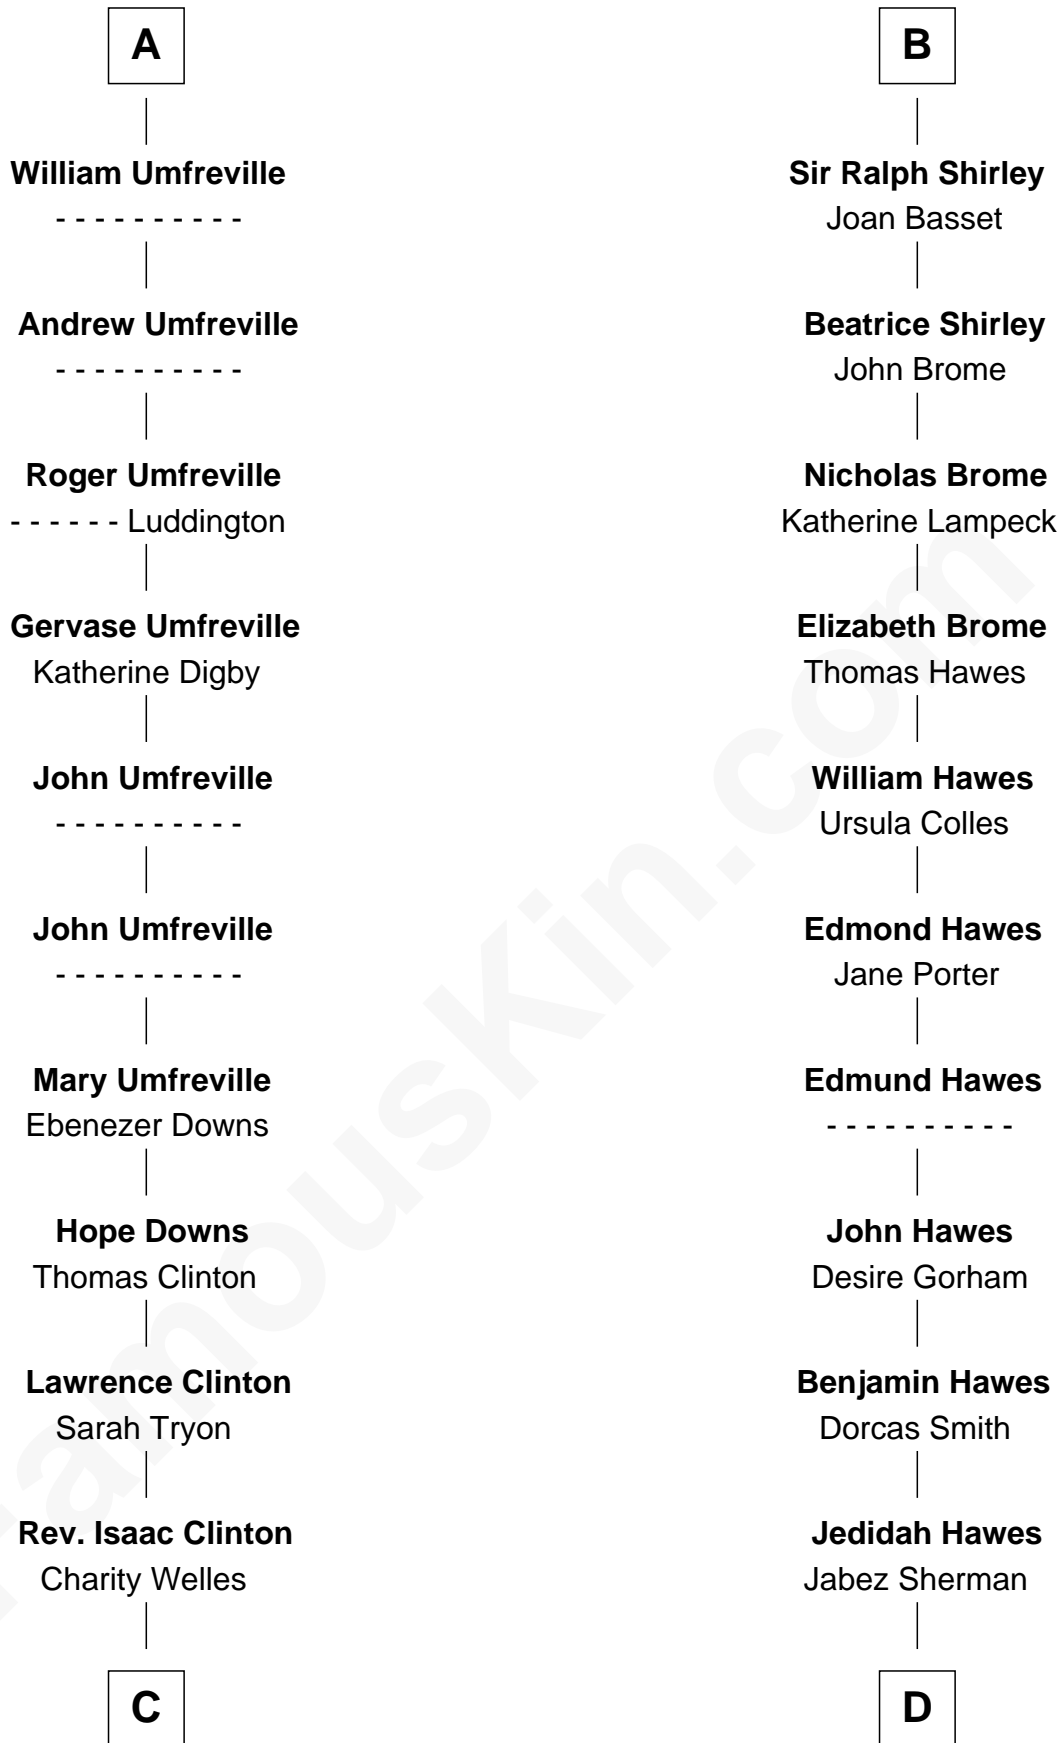 A
William Umfreville
- - - - - - - - - -
Andrew Umfreville
- - - - - - - - - -
Roger Umfreville
- - - - - - Luddington
Gervase Umfreville
Katherine Digby
John Umfreville
- - - - - - - - - -
John Umfreville
- - - - - - - - - -
Mary Umfreville
Ebenezer Downs
Hope Downs
Thomas Clinton
Lawrence Clinton
Sarah Tryon
Rev. Isaac Clinton
Charity Welles
C
B
Sir Ralph Shirley
Joan Basset
Beatrice Shirley
John Brome
Nicholas Brome
Katherine Lampeck
Elizabeth Brome
Thomas Hawes
William Hawes
Ursula Colles
Edmond Hawes
Jane Porter
Edmund Hawes
- - - - - - - - - -
John Hawes
Desire Gorham
Benjamin Hawes
Dorcas Smith
Jedidah Hawes
Jabez Sherman
D
FamousKin.com